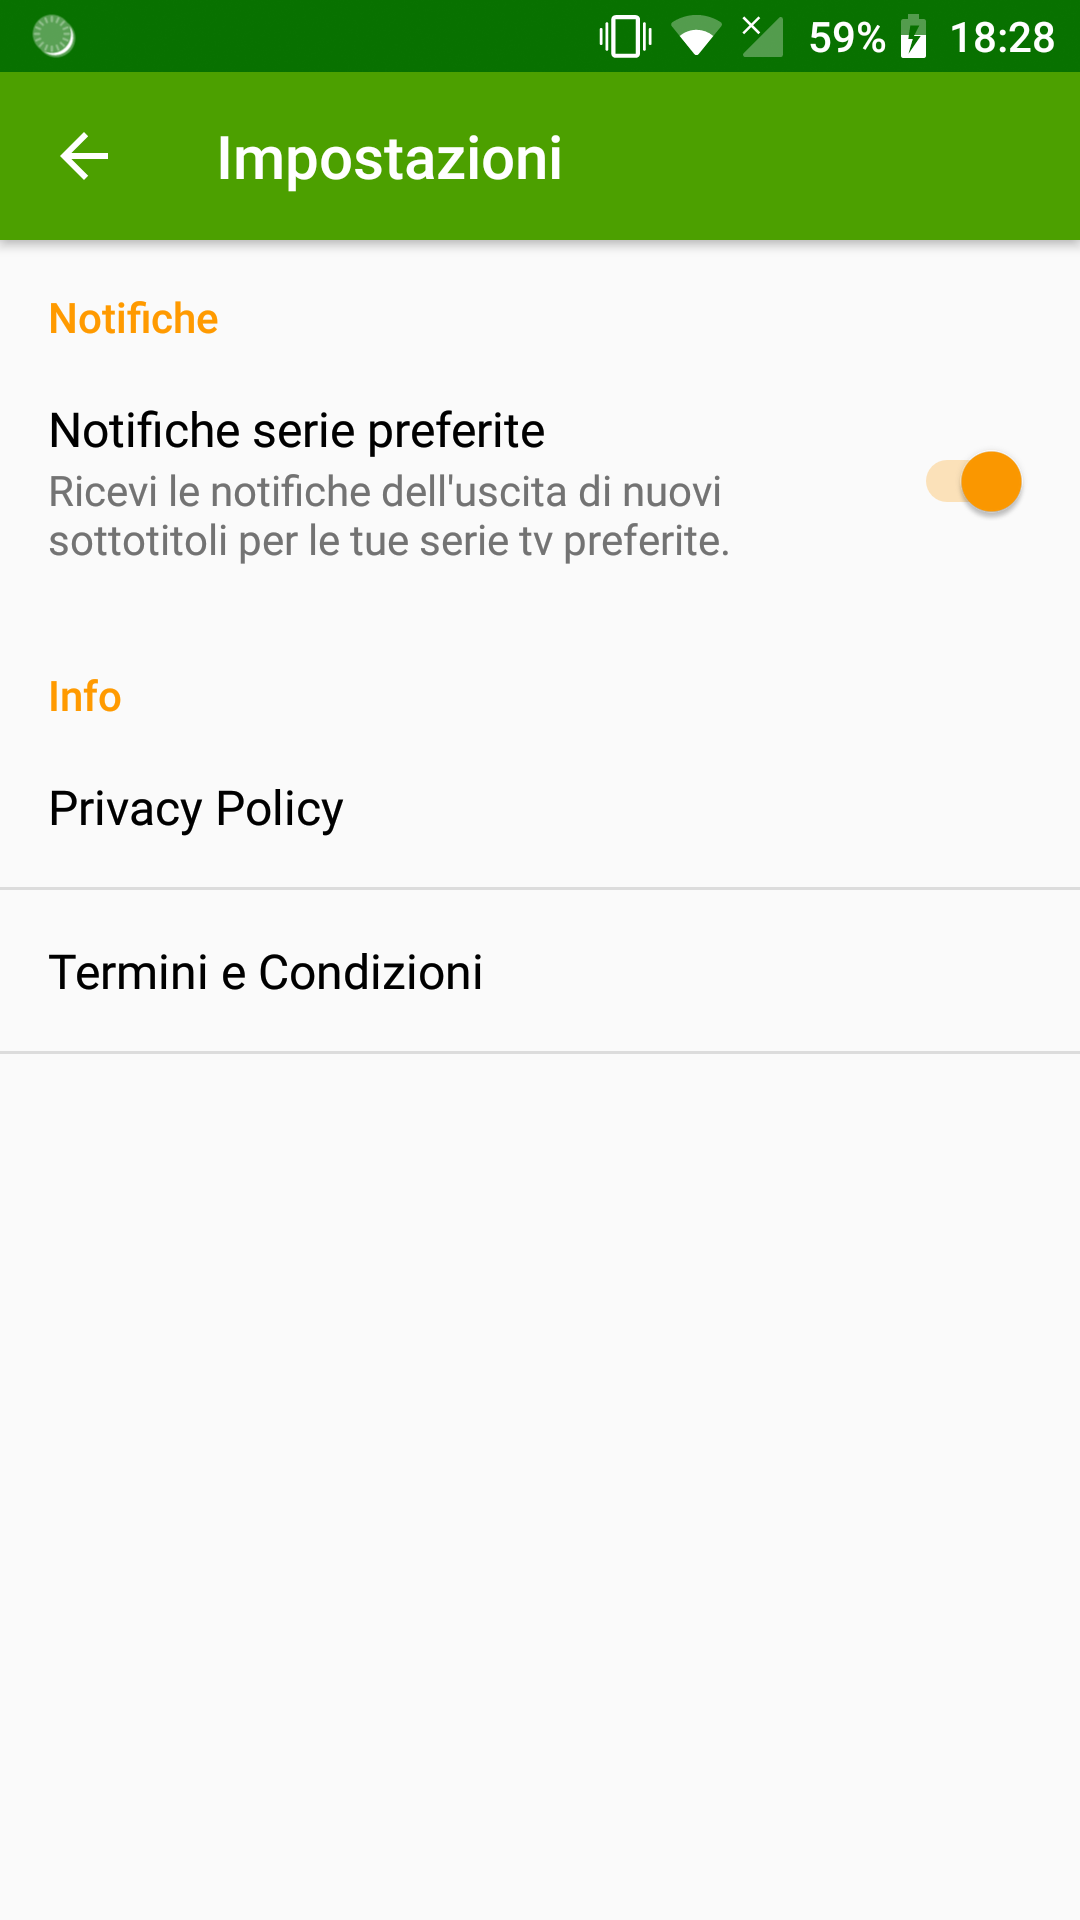 59% 18:28
Impostazioni
Notifiche
Notifiche serie preferite
Ricevi le notifiche dell'uscita di nuovi
sottotitoli per le tue serie tv preferite.
Info
Privacy Policy
Termini e Condizioni